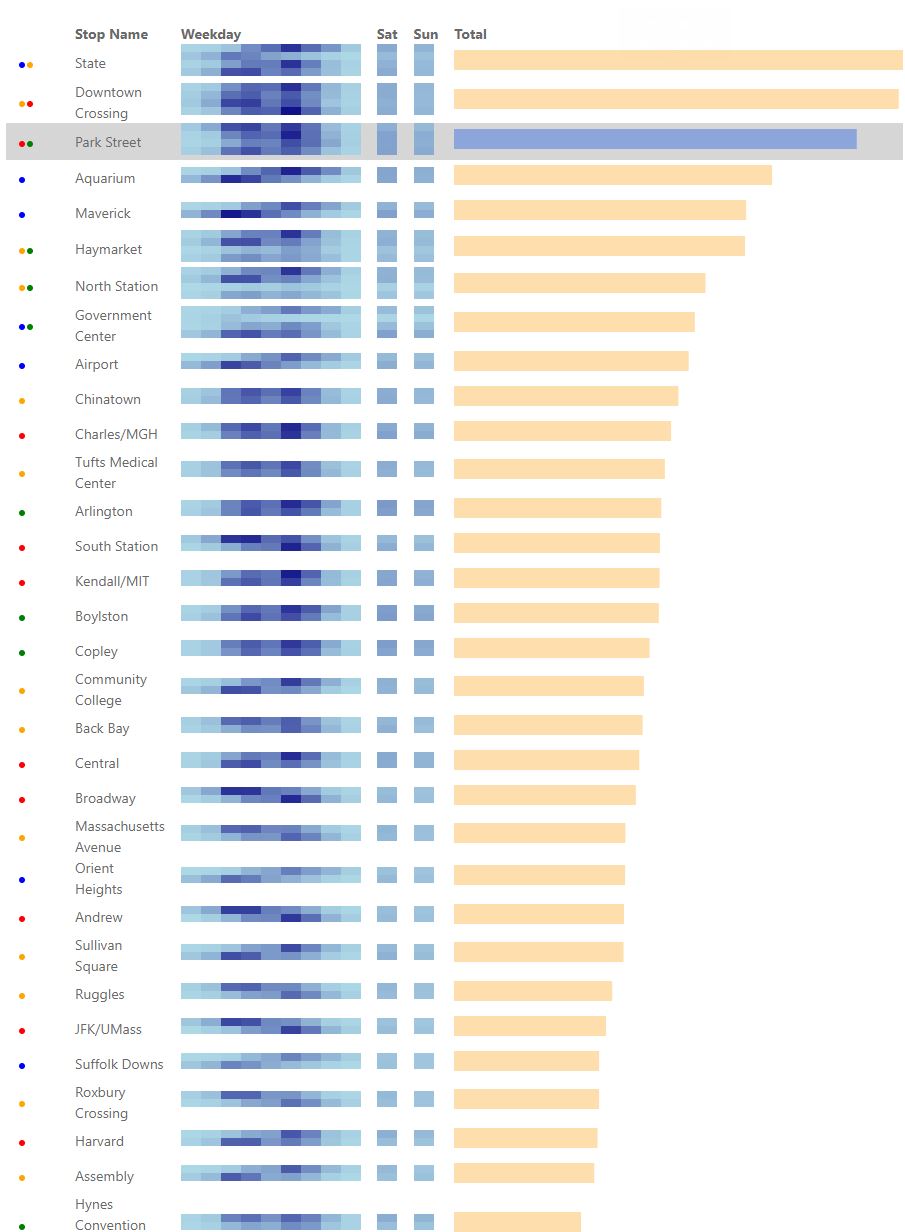 Stop Name Weekday Sat Sun Total
State
Downtown
Crossing
Park Street
Aquarium
Maverick
Haymarket
North Station
Government
Center
Airport
Chinatown
Charles/MGH
Tufts Medical
Center
Arlington
South Station
Kendall/MIT
Boylston
Copley
Community
College
Back Bay
Central
Broadway
Massachusetts
Avenue
Orient
Heights
Andrew
Sullivan
Square
Ruggles
JFK/UMass
Suffolk Downs
Roxbury
Crossing
Harvard
Assembly
Hynes
Convention